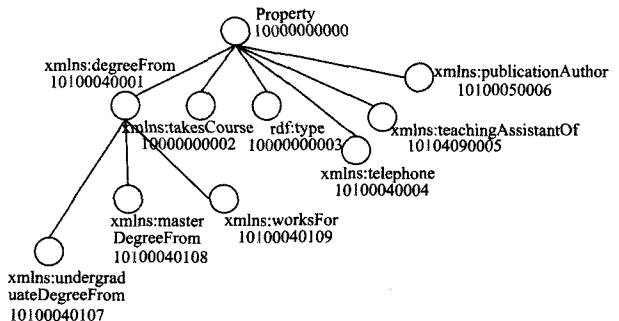 Property
10000000000
xmlns:degreeFrom
10100040001
xmlns:publicationAuthor
10100050006
xmlns:takesCourse
10000000002
rdf:type
10000000003
xmlns:teachingAssistantOf
10104090005
xmlns:telephone
10100040004
xmlns:master
DegreeFrom
10100040108
xmlns:worksFor
10100040109
xmlns:undergrad
uateDegreeFrom
10100040107